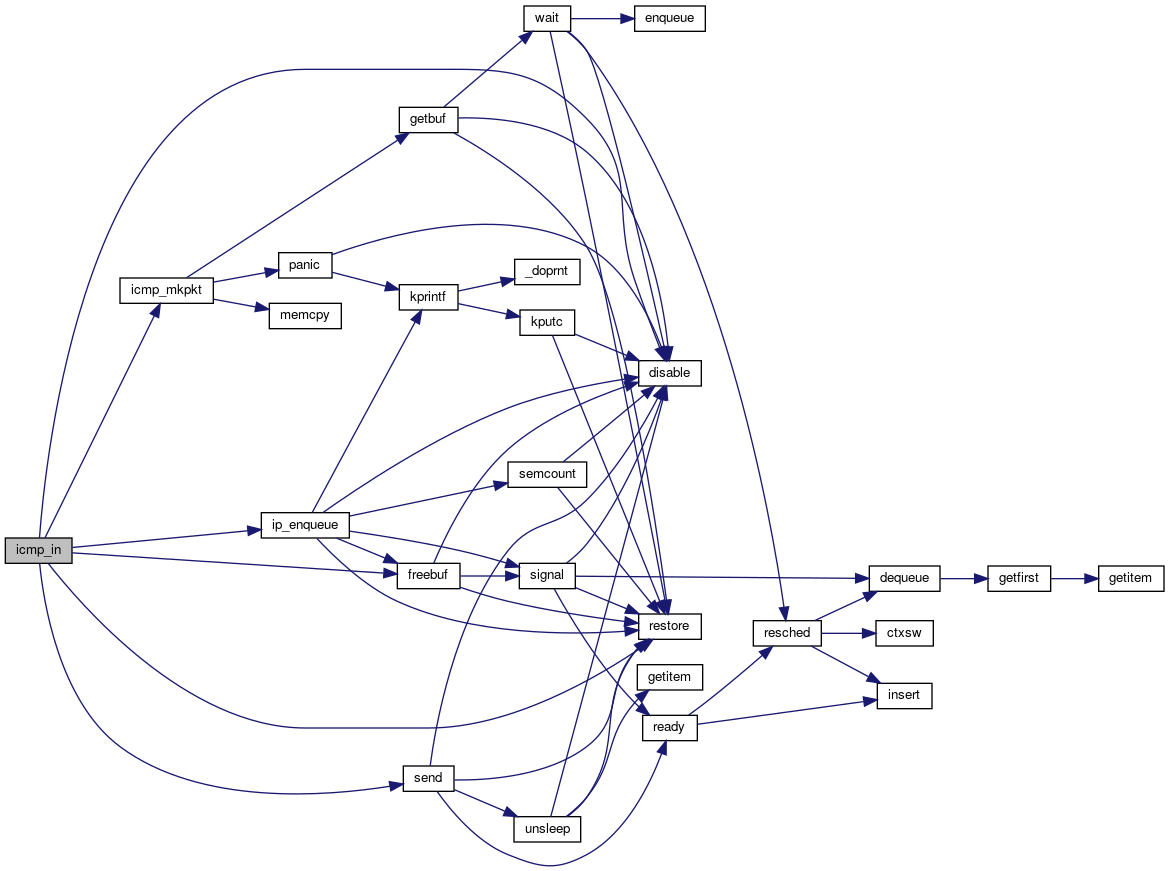 wait
enqueue
getbuf
panic
_doprnt
icmp_mkpkt
kprintf
memcpy
kputc
disable
semcount
ip_enqueue
icmp_in
freebuf
signal
dequeue
getfirst
getitem
restore
resched
ctxsw
getitem
insert
ready
send
unsleep